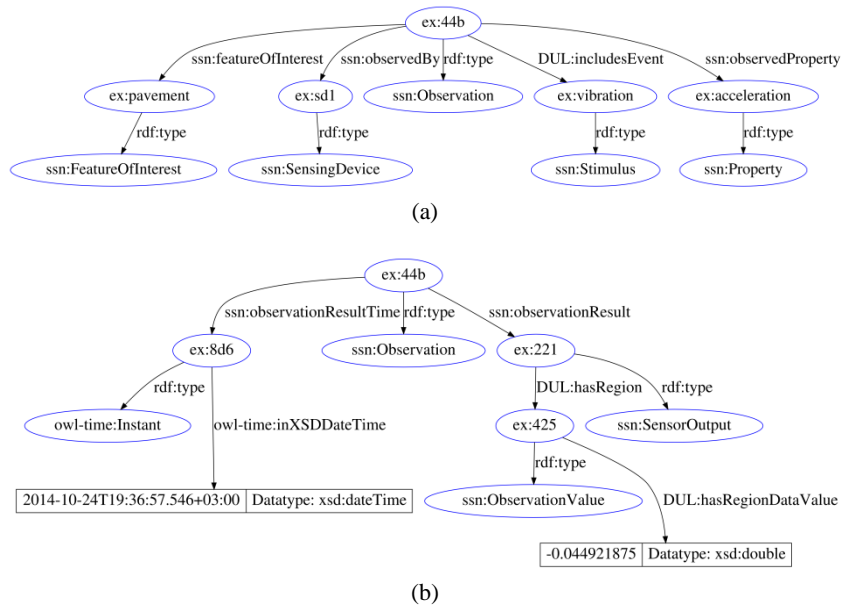 ex:44b
ssn:featureOfInterest
ssn:observedBy
rdf:type
DUL:includesEvent
ssn:observedProperty
ex:pavement
ex:sd1
ssn:Observation
ex:vibration
ex:acceleration
rdf:type
rdf:type
rdf:type
rdf:type
ssn:FeatureOfInterest
ssn:SensingDevice
ssn:Stimulus
ssn:Property
(a)
ex:44b
ssn:observationResultTime
rdf:type
ssn:observationResult
ex:8d6
ssn:Observation
ex:221
rdf:type
DUL:hasRegion
rdf:type
owl-time:Instant
owl-time:inXSDDateTime
ex:425
ssn:SensorOutput
rdf:type
2014-10-24T19:36:57.546+03:00
Datatype: xsd:dateTime
ssn:ObservationValue
DUL:hasRegionDataValue
-0.044921875
Datatype: xsd:double
(b)